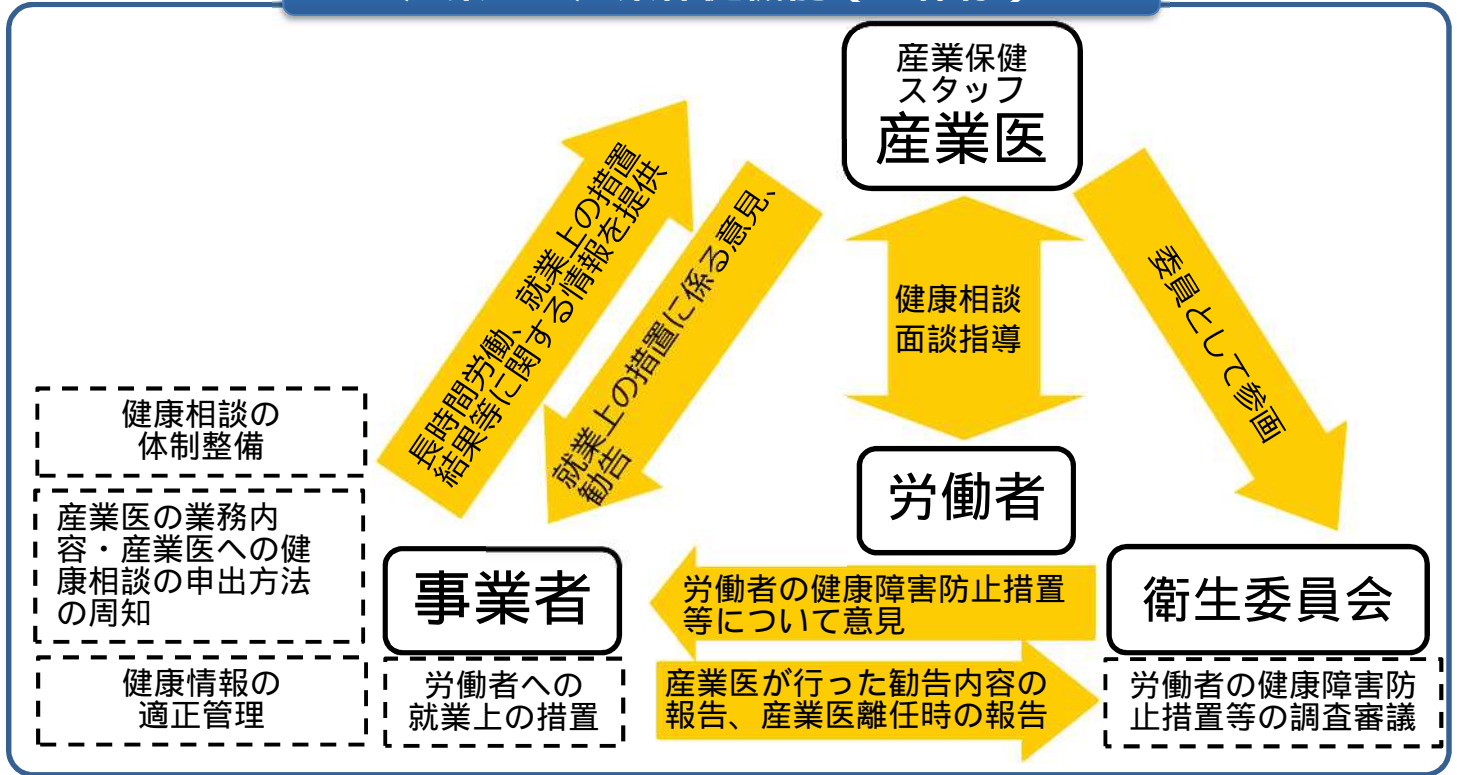 産業保健
スタッフ
産業医
長時間労働、就業上の措置
結果等に関する情報を提供
就業上の措置に係る意見、
勧告
健康相談
面談指導
委員として参画
健康相談の
体制整備
産業医の業務内
容・産業医への健
康相談の申出方法
の周知
健康情報の
適正管理
労働者
事業者
労働者への
就業上の措置
労働者の健康障害防止措置
等について意見
産業医が行った勧告内容の
報告、産業医離任時の報告
衛生委員会
労働者の健康障害防
止措置等の調査審議